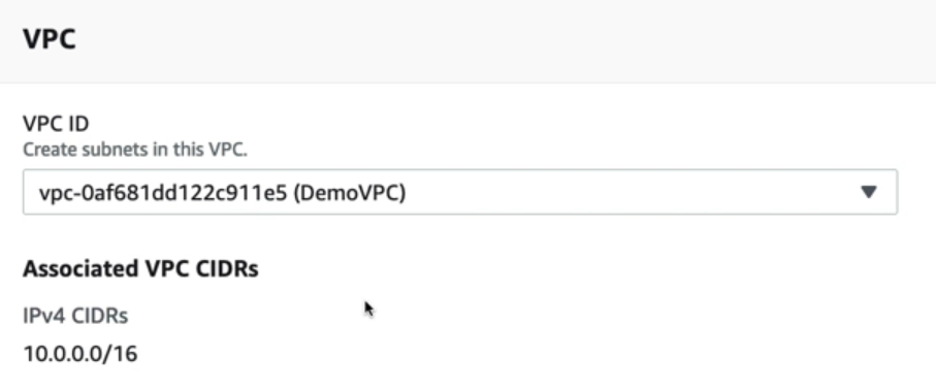 VPC
VPC ID
Create subnets in this VPC.
vpc-0af681dd122c911e5 (DemoVPC)
Associated VPC CIDRs
IPv4 CIDRs
10.0.0.0/16